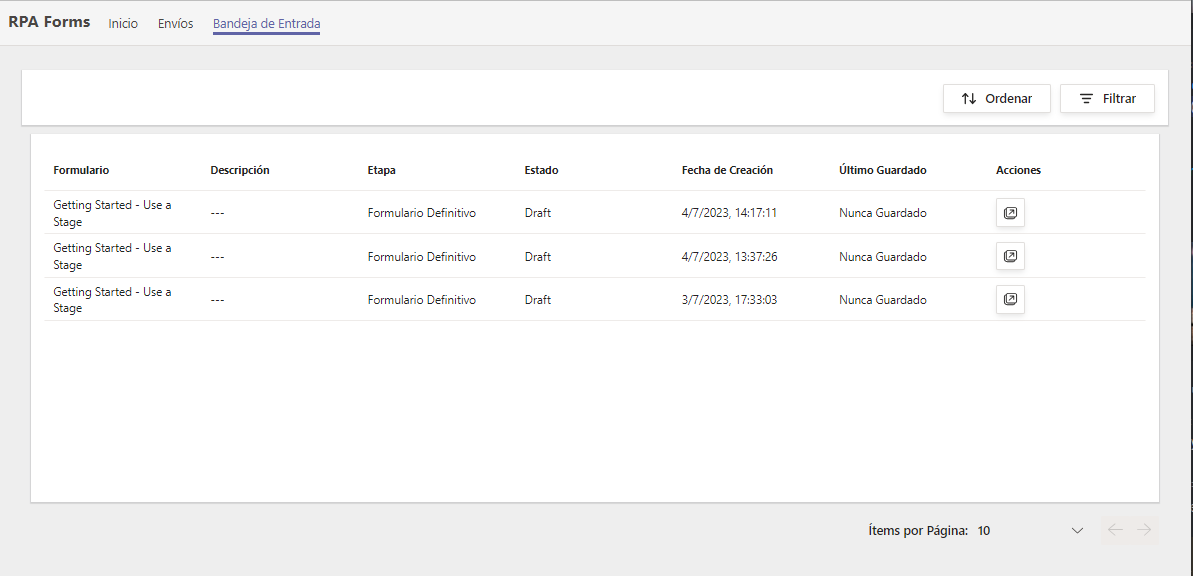 RPA Forms Inicio Envíos Bandeja de Entrada
Ordenar Filtrar
Formulario Descripción Etapa Estado Fecha de Creación Último Guardado Acciones
Getting Started - Use a
Stage
--- Formulario Definitivo Draft 4/7/2023, 14:17:11 Nunca Guardado
Getting Started - Use a
Stage
--- Formulario Definitivo Draft 4/7/2023, 13:37:26 Nunca Guardado
Getting Started - Use a
Stage
--- Formulario Definitivo Draft 3/7/2023, 17:33:03 Nunca Guardado
Ítems por Página: 10